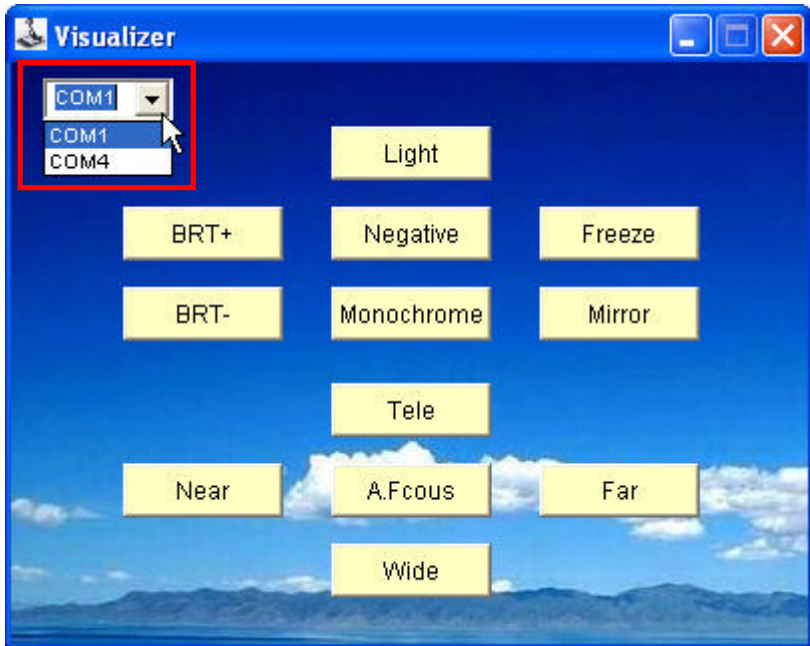 Visualizer
COM1
COM1
COM4
Light
BRT+ Negative Freeze
BRT- Monochrome Mirror
Tele
Near A.Fcous Far
Wide